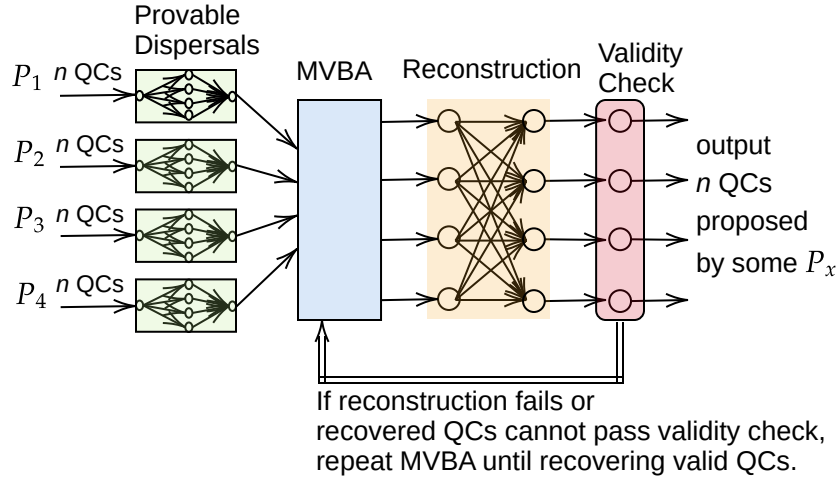 Provable
Dispersals
MVBA
Reconstruction
Validity
Check
P1 n QCs
P2 n QCs
P3 n QCs
P4 n QCs
output
n QCs
proposed
by some Px
If reconstruction fails or
recovered QCs cannot pass validity check,
repeat MVBA until recovering valid QCs.